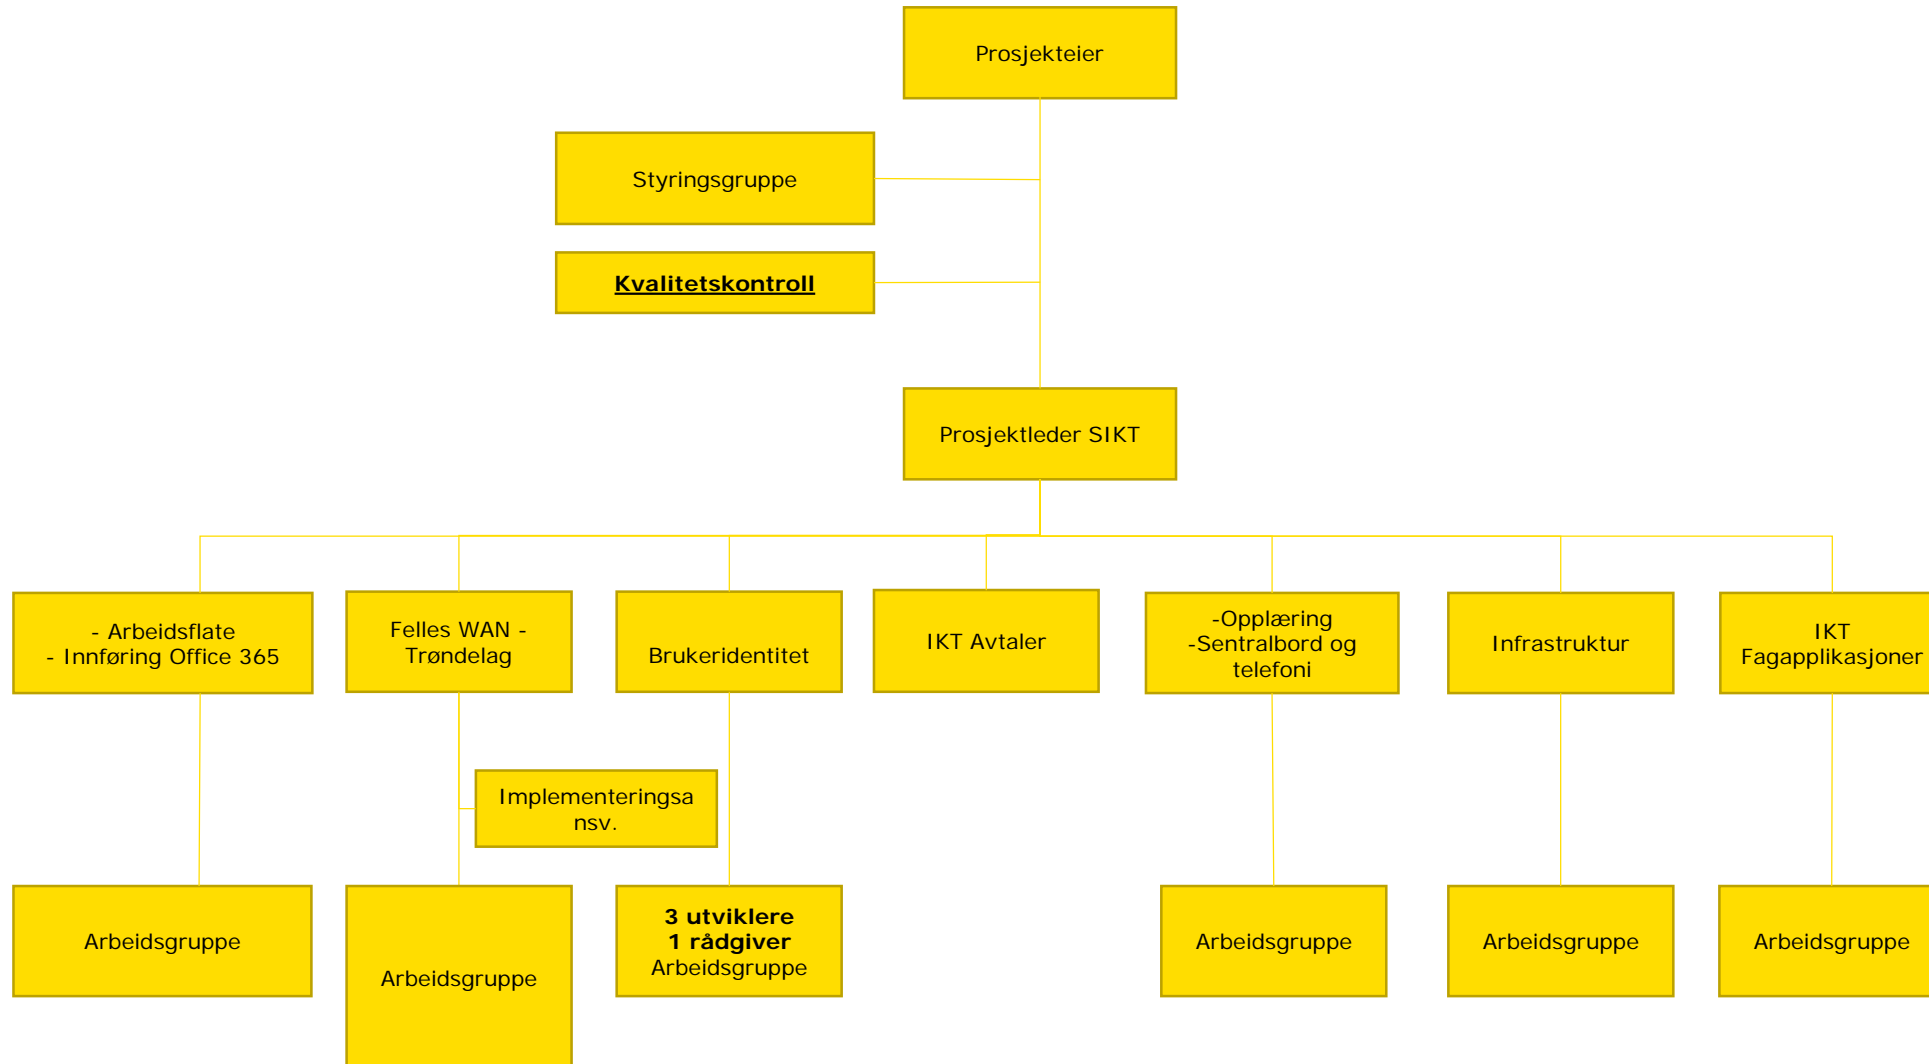 Prosjekteier
Styringsgruppe
Kvalitetskontroll
Prosjektleder SIKT
- Arbeidsflate
- Innføring Office 365
Felles WAN -
Trøndelag
Brukeridentitet
IKT Avtaler
-Opplæring
-Sentralbord og
telefoni
Infrastruktur
IKT
Fagapplikasjoner
Implementeringsa
nsv.
Arbeidsgruppe
Arbeidsgruppe
3 utviklere
1 rådgiver
Arbeidsgruppe
Arbeidsgruppe
Arbeidsgruppe
Arbeidsgruppe